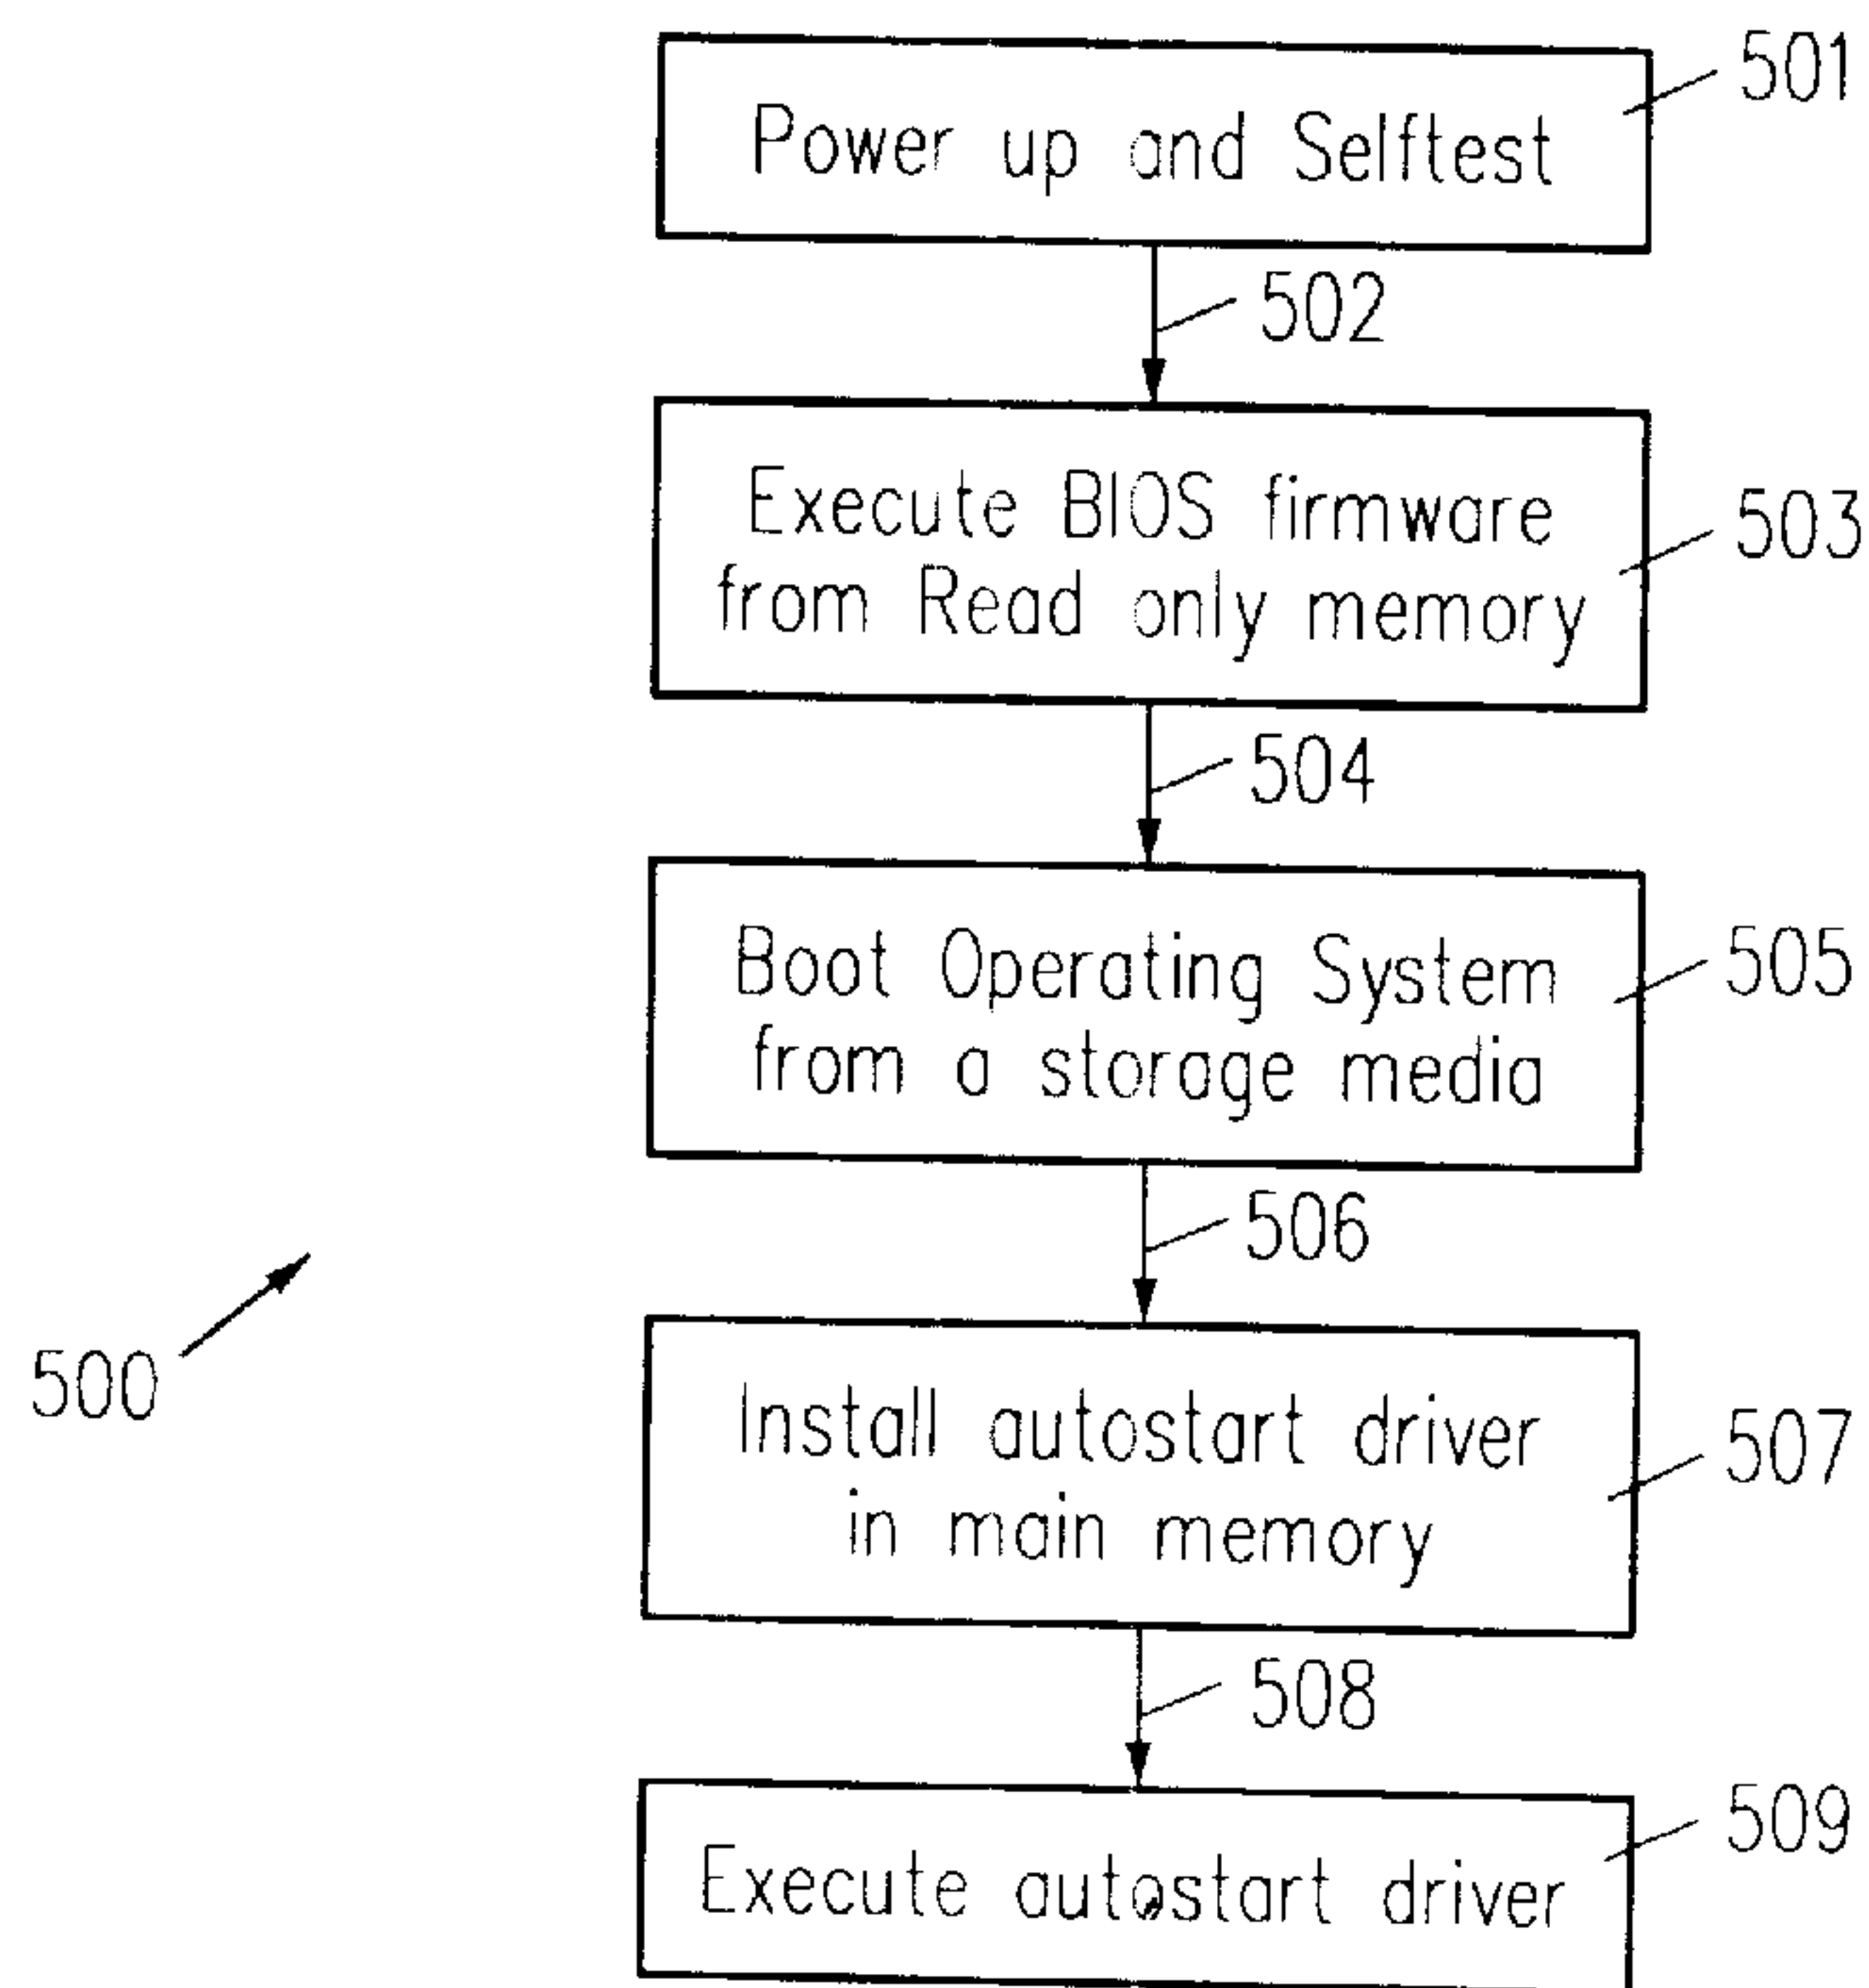 Power up and Selftest
501
502
Execute BIOS firmware
from Read only memory
503
504
Boot Operating System
from a storage media
505
506
500
Install autostart driver
in main memory
507
508
Execute autostart driver
509